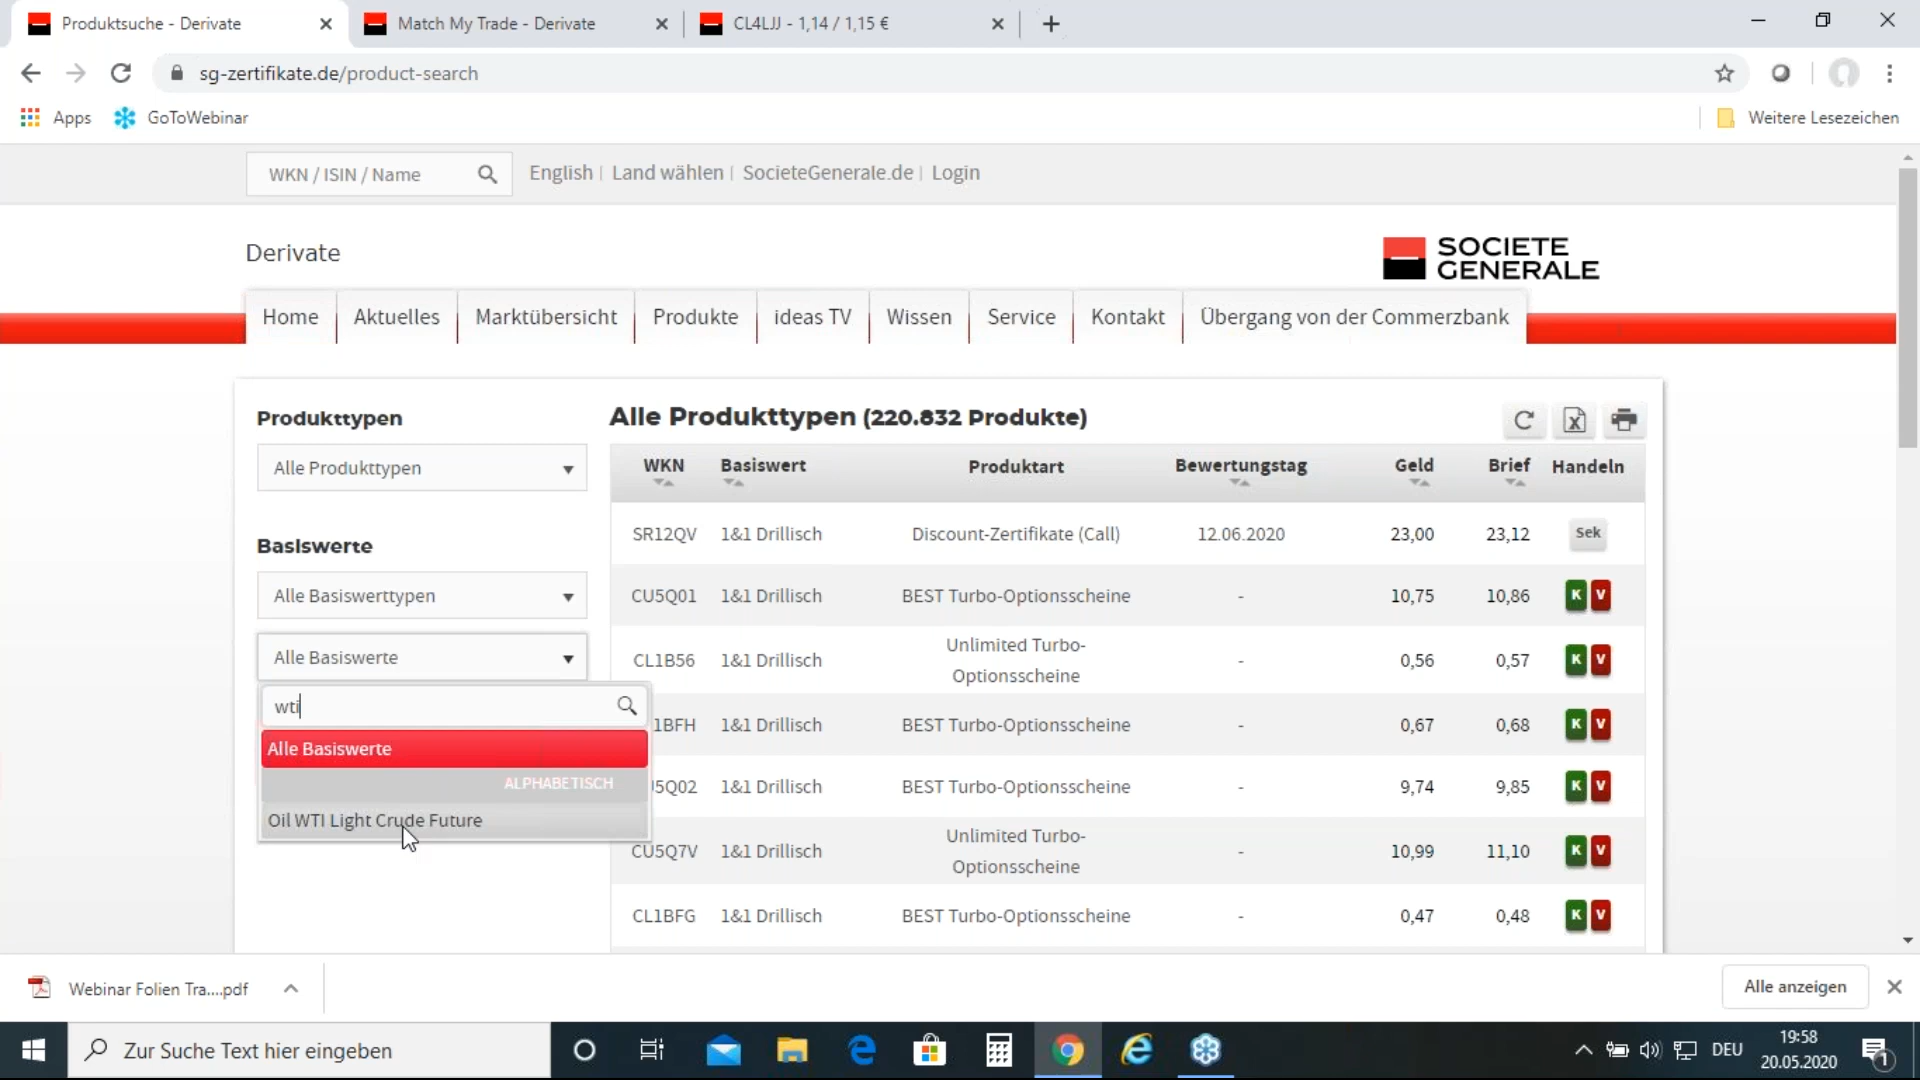 Produktsuche - Derivate
Match My Trade - Derivate
CL4LJJ - 1,14 / 1,15 €
sg-zertifikate.de/product-search
Apps
GoToWebinar
Weitere Lesezeichen
WKN / ISIN / Name
English | Land wählen | SocieteGenerale.de | Login
Derivate
SOCIETE
GENERALE
Home
Aktuelles
Marktübersicht
Produkte
ideas TV
Wissen
Service
Kontakt
Übergang von der Commerzbank
Produkttypen
Alle Produkttypen
Basiswerte
Alle Basiswerttypen
Alle Basiswerte
wti
Alle Basiswerte
ALPHABETISCH
Oil WTI Light Crude Future
Alle Produkttypen (220.832 Produkte)
WKN Basiswert Produktart Bewertungstag Geld Brief Handeln
SR12QV 1&1 Drillisch Discount-Zertifikate (Call) 12.06.2020 23,00 23,12 Sek
CU5Q01 1&1 Drillisch BEST Turbo-Optionsscheine - 10,75 10,86 K V
Unlimited Turbo-
CL1B56 1&1 Drillisch - 0,56 0,57 K V
Optionsscheine
1BFH 1&1 Drillisch BEST Turbo-Optionsscheine - 0,67 0,68 K V
J5Q02 1&1 Drillisch BEST Turbo-Optionsscheine - 9,74 9,85 K V
Unlimited Turbo-
CU5Q7V 1&1 Drillisch - 10,99 11,10 K V
Optionsscheine
CL1BFG 1&1 Drillisch BEST Turbo-Optionsscheine - 0,47 0,48 K V
Webinar Folien Tra....pdf
Alle anzeigen
Zur Suche Text hier eingeben
DEU
19:58
20.05.2020
1